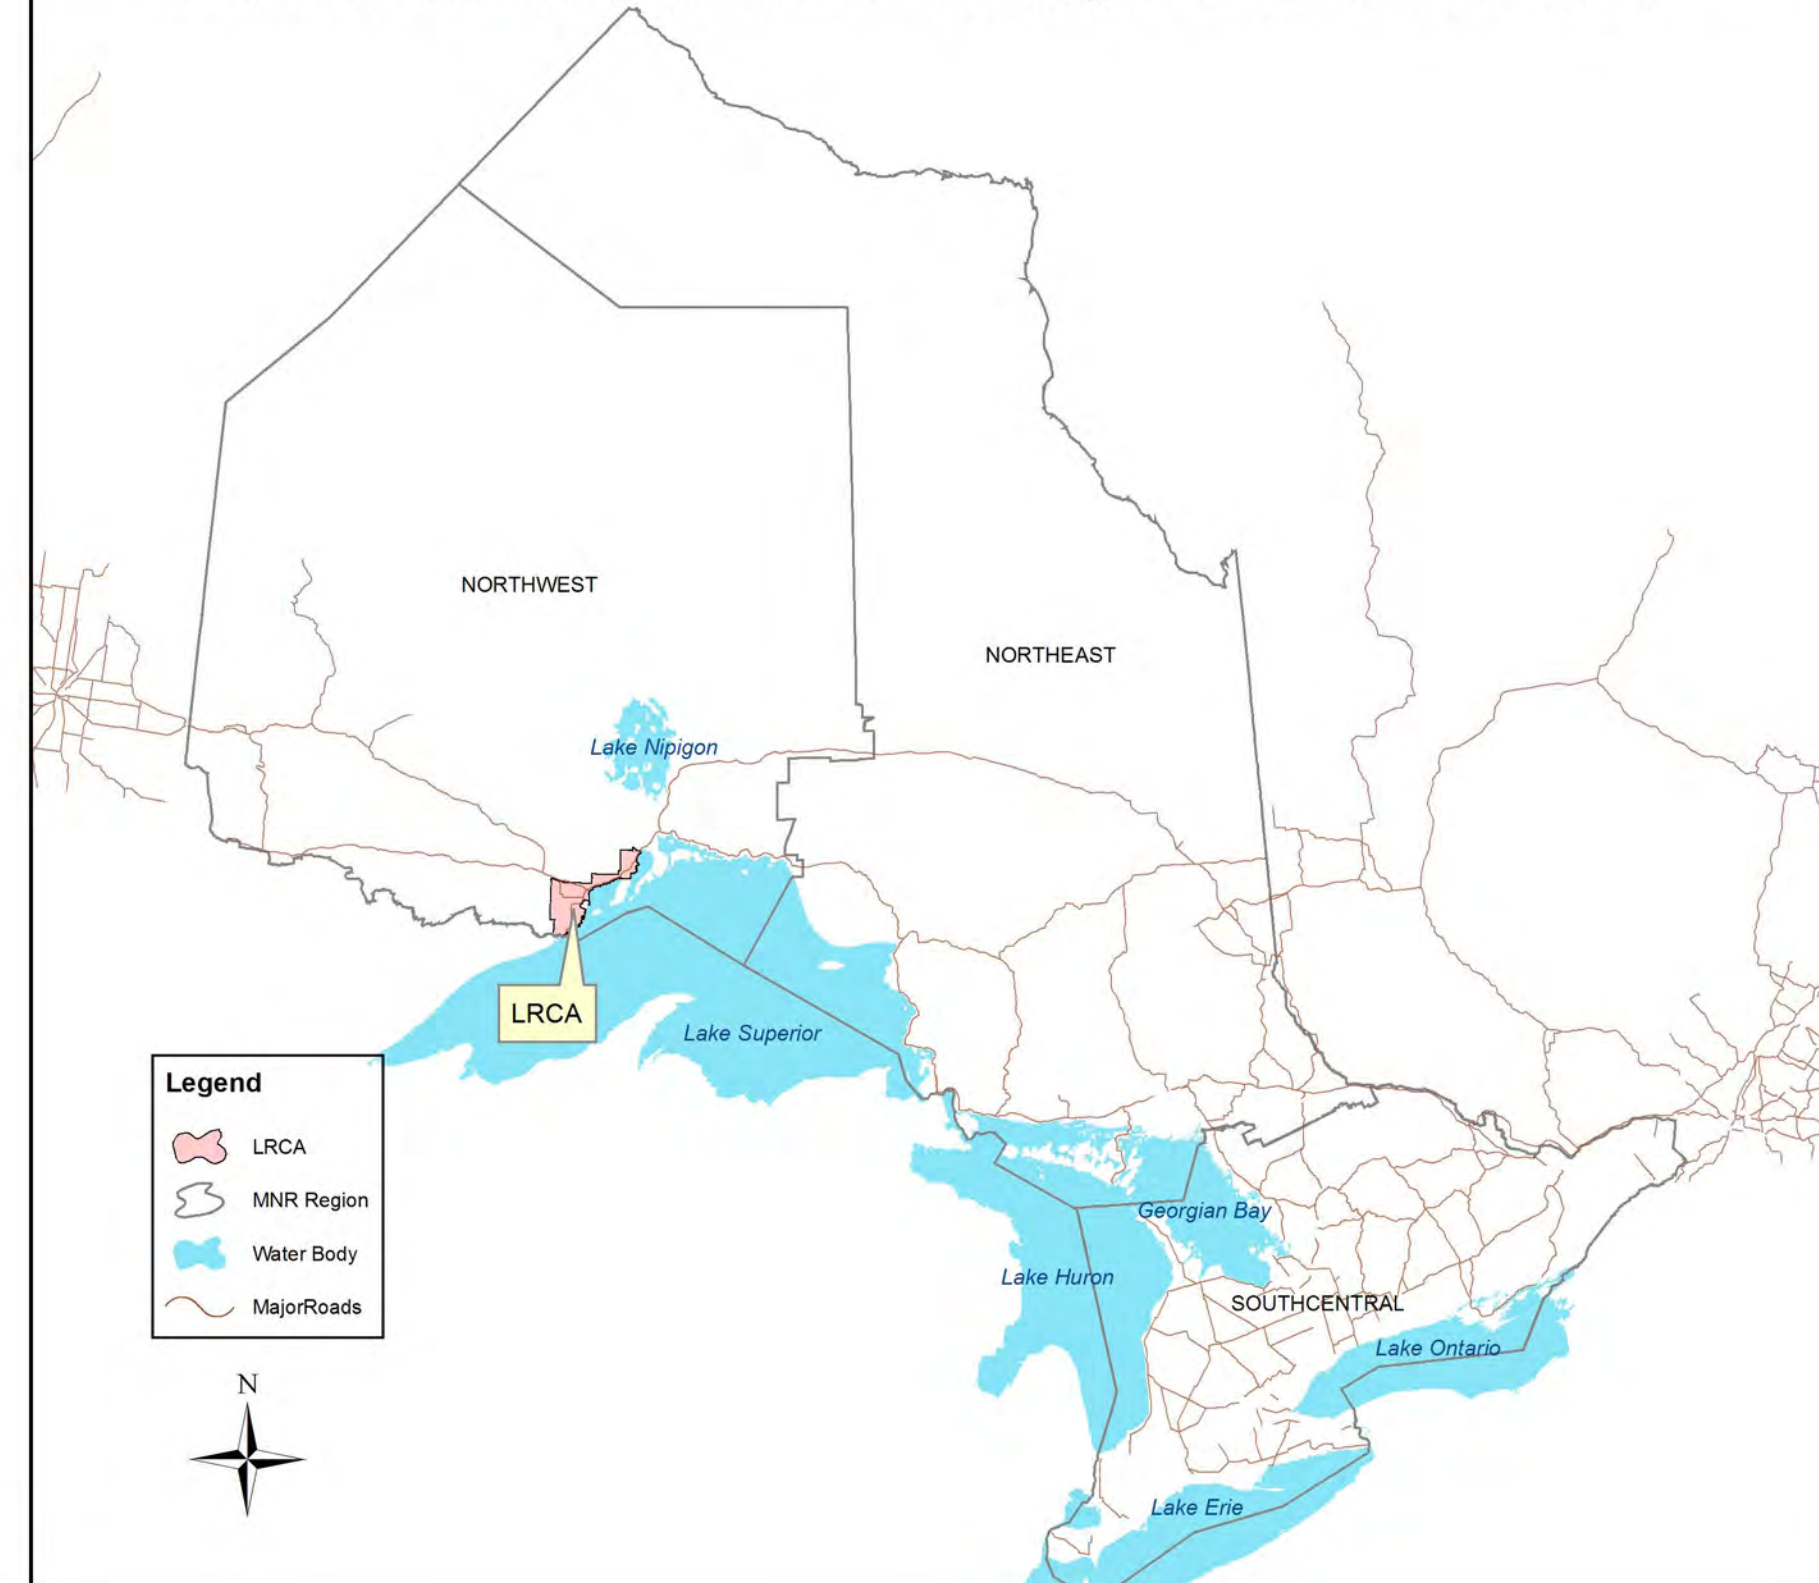 NORTHWEST
NORTHEAST
Lake Nipigon
LRCA
Lake Superior
Legend
LRCA
MNR Region
Water Body
MajorRoads
Georgian Bay
Lake Huron
SOUTHCENTRAL
Lake Ontario
N
Lake Erie